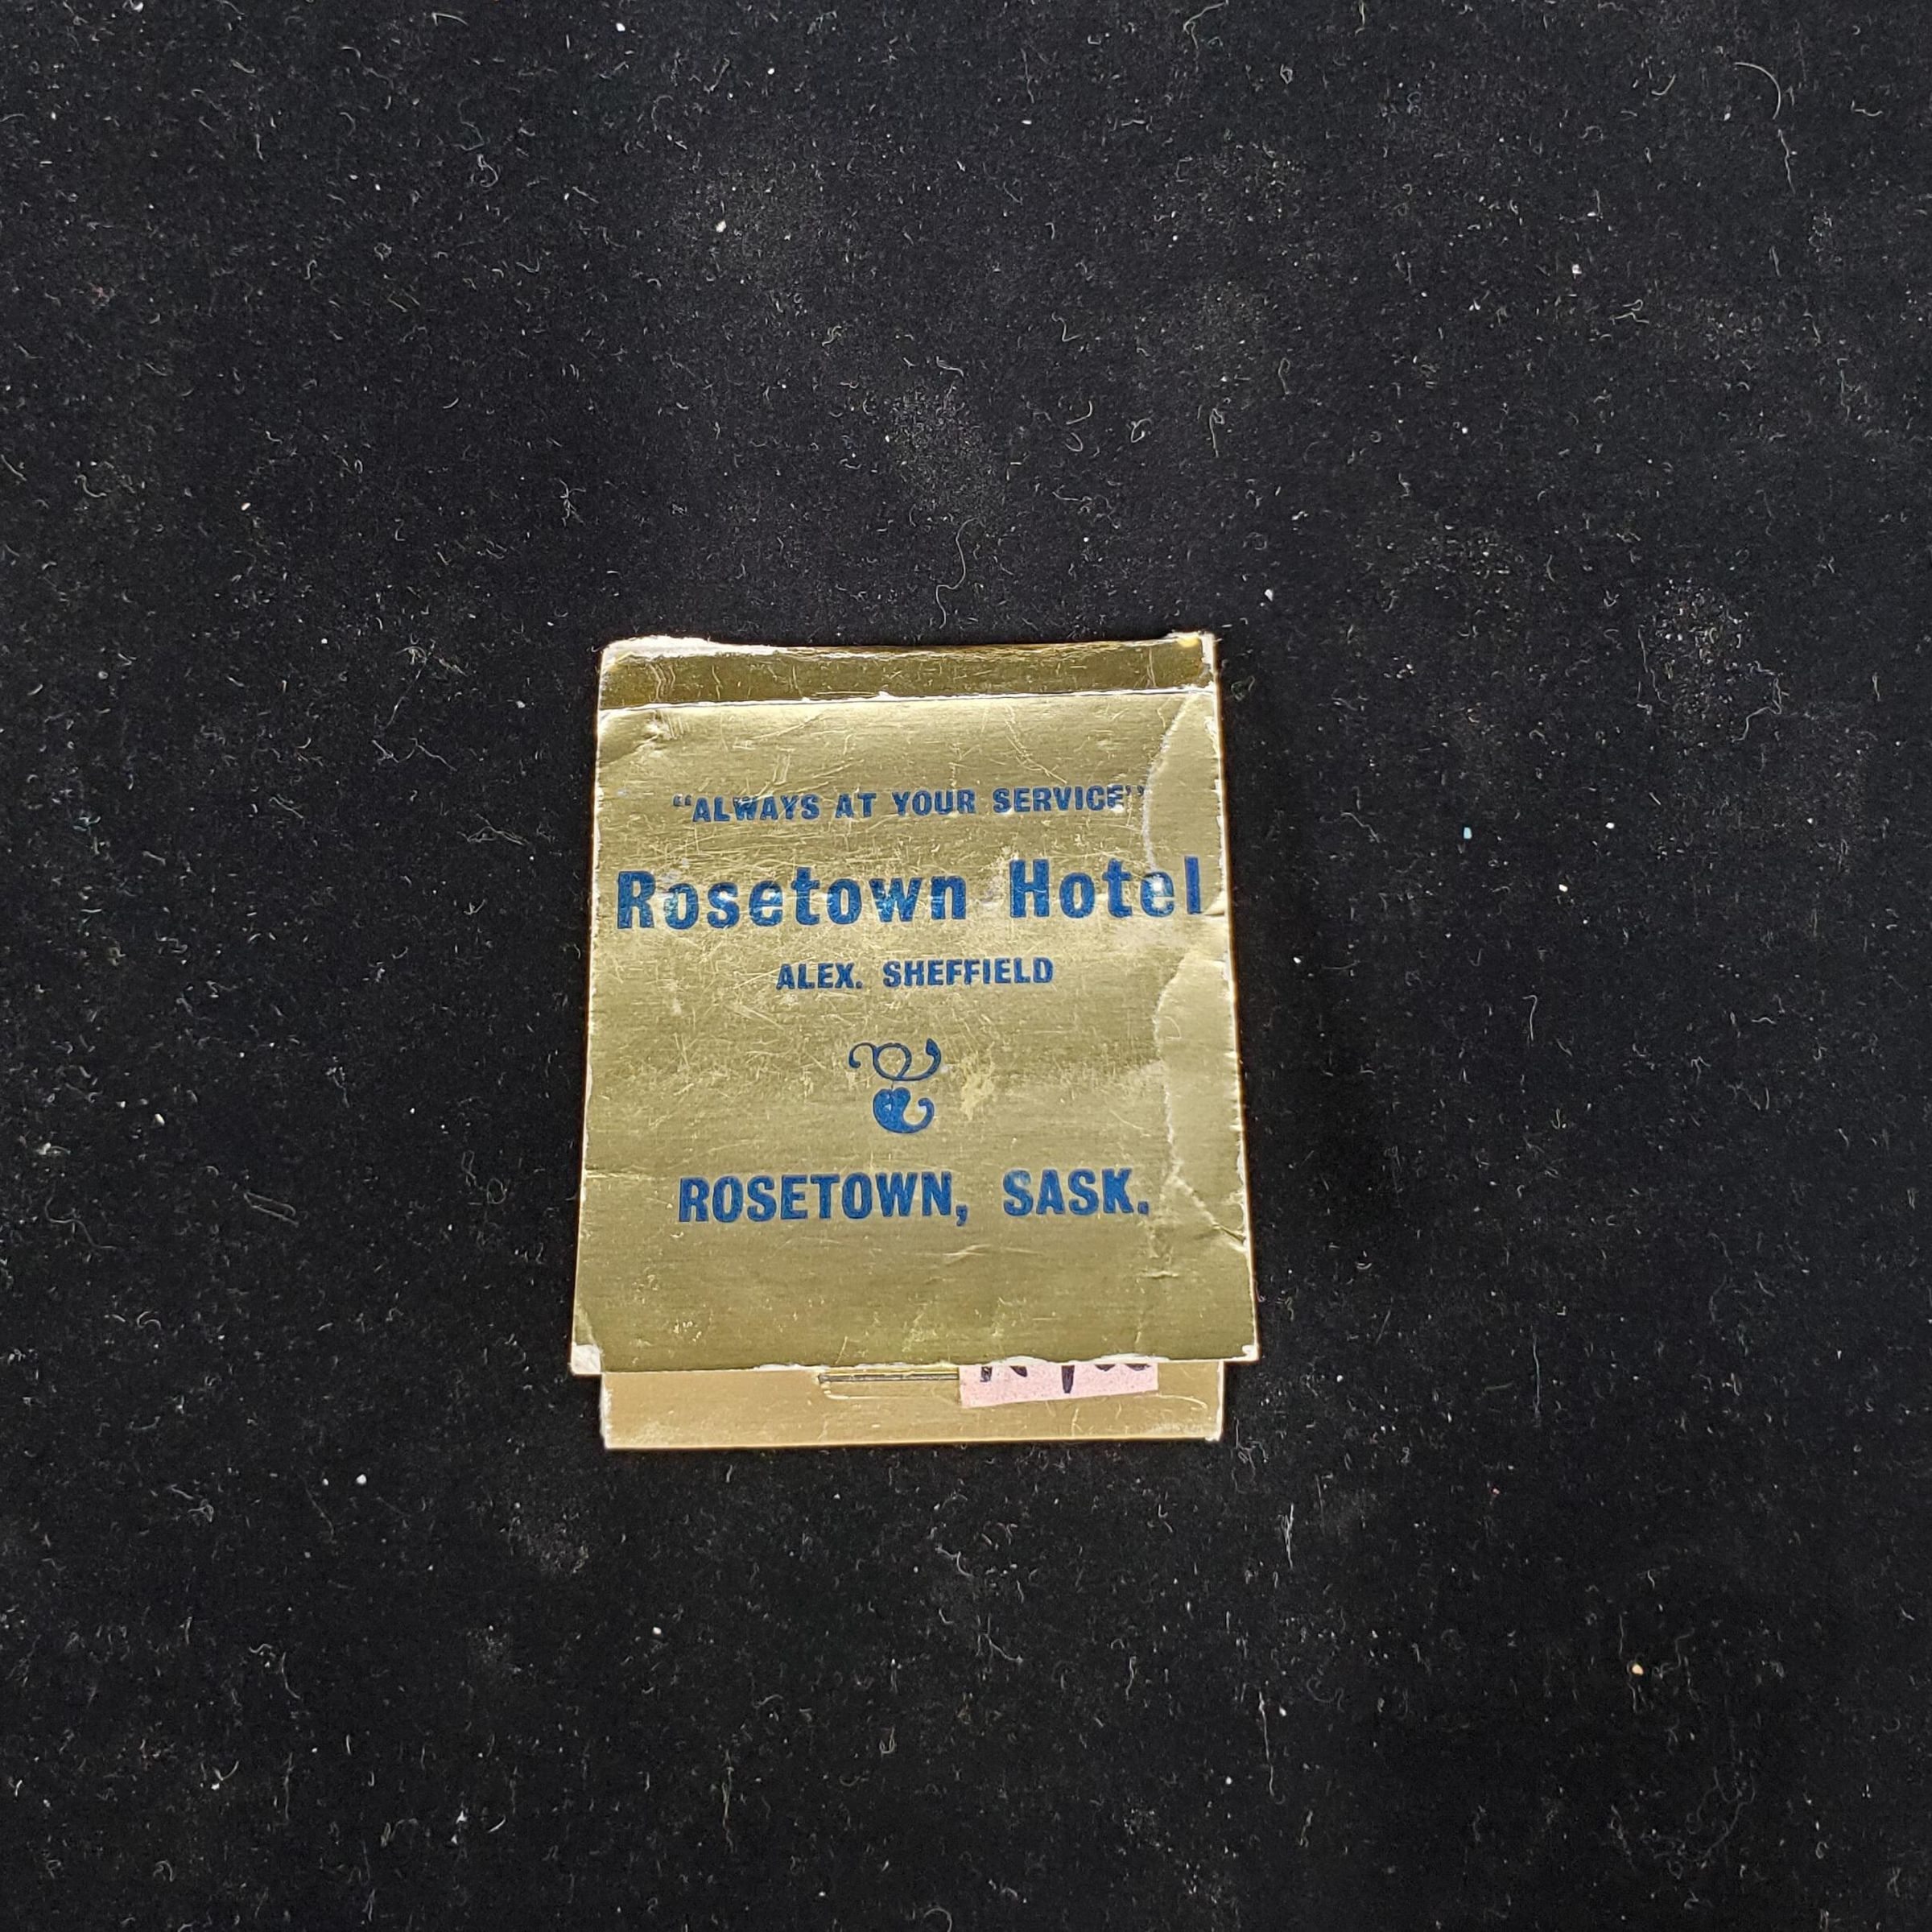 "ALWAYS AT YOUR SERVICE"
Rosetown Hotel
ALEX. SHEFFIELD
ROSETOWN, SASK.